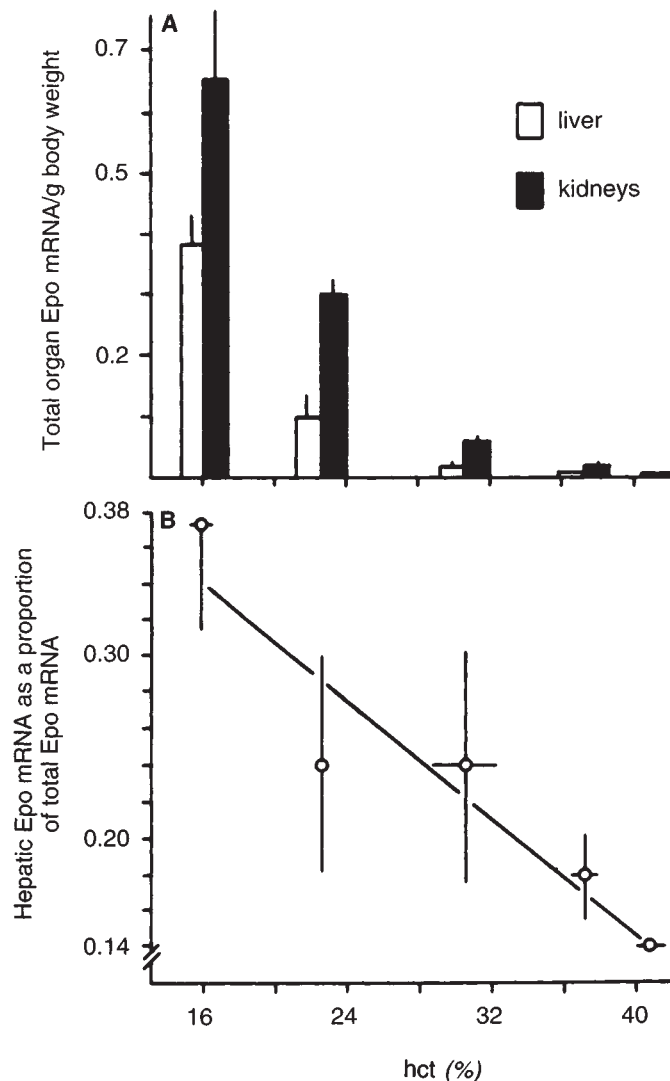 A
0.7
0.5
0.2
Total organ Epo mRNA/g body weight
liver
kidneys
B
0.38
0.30
0.20
0.14
Hepatic Epo mRNA as a proportion
of total Epo mRNA
16 24 32 40
hct (%)